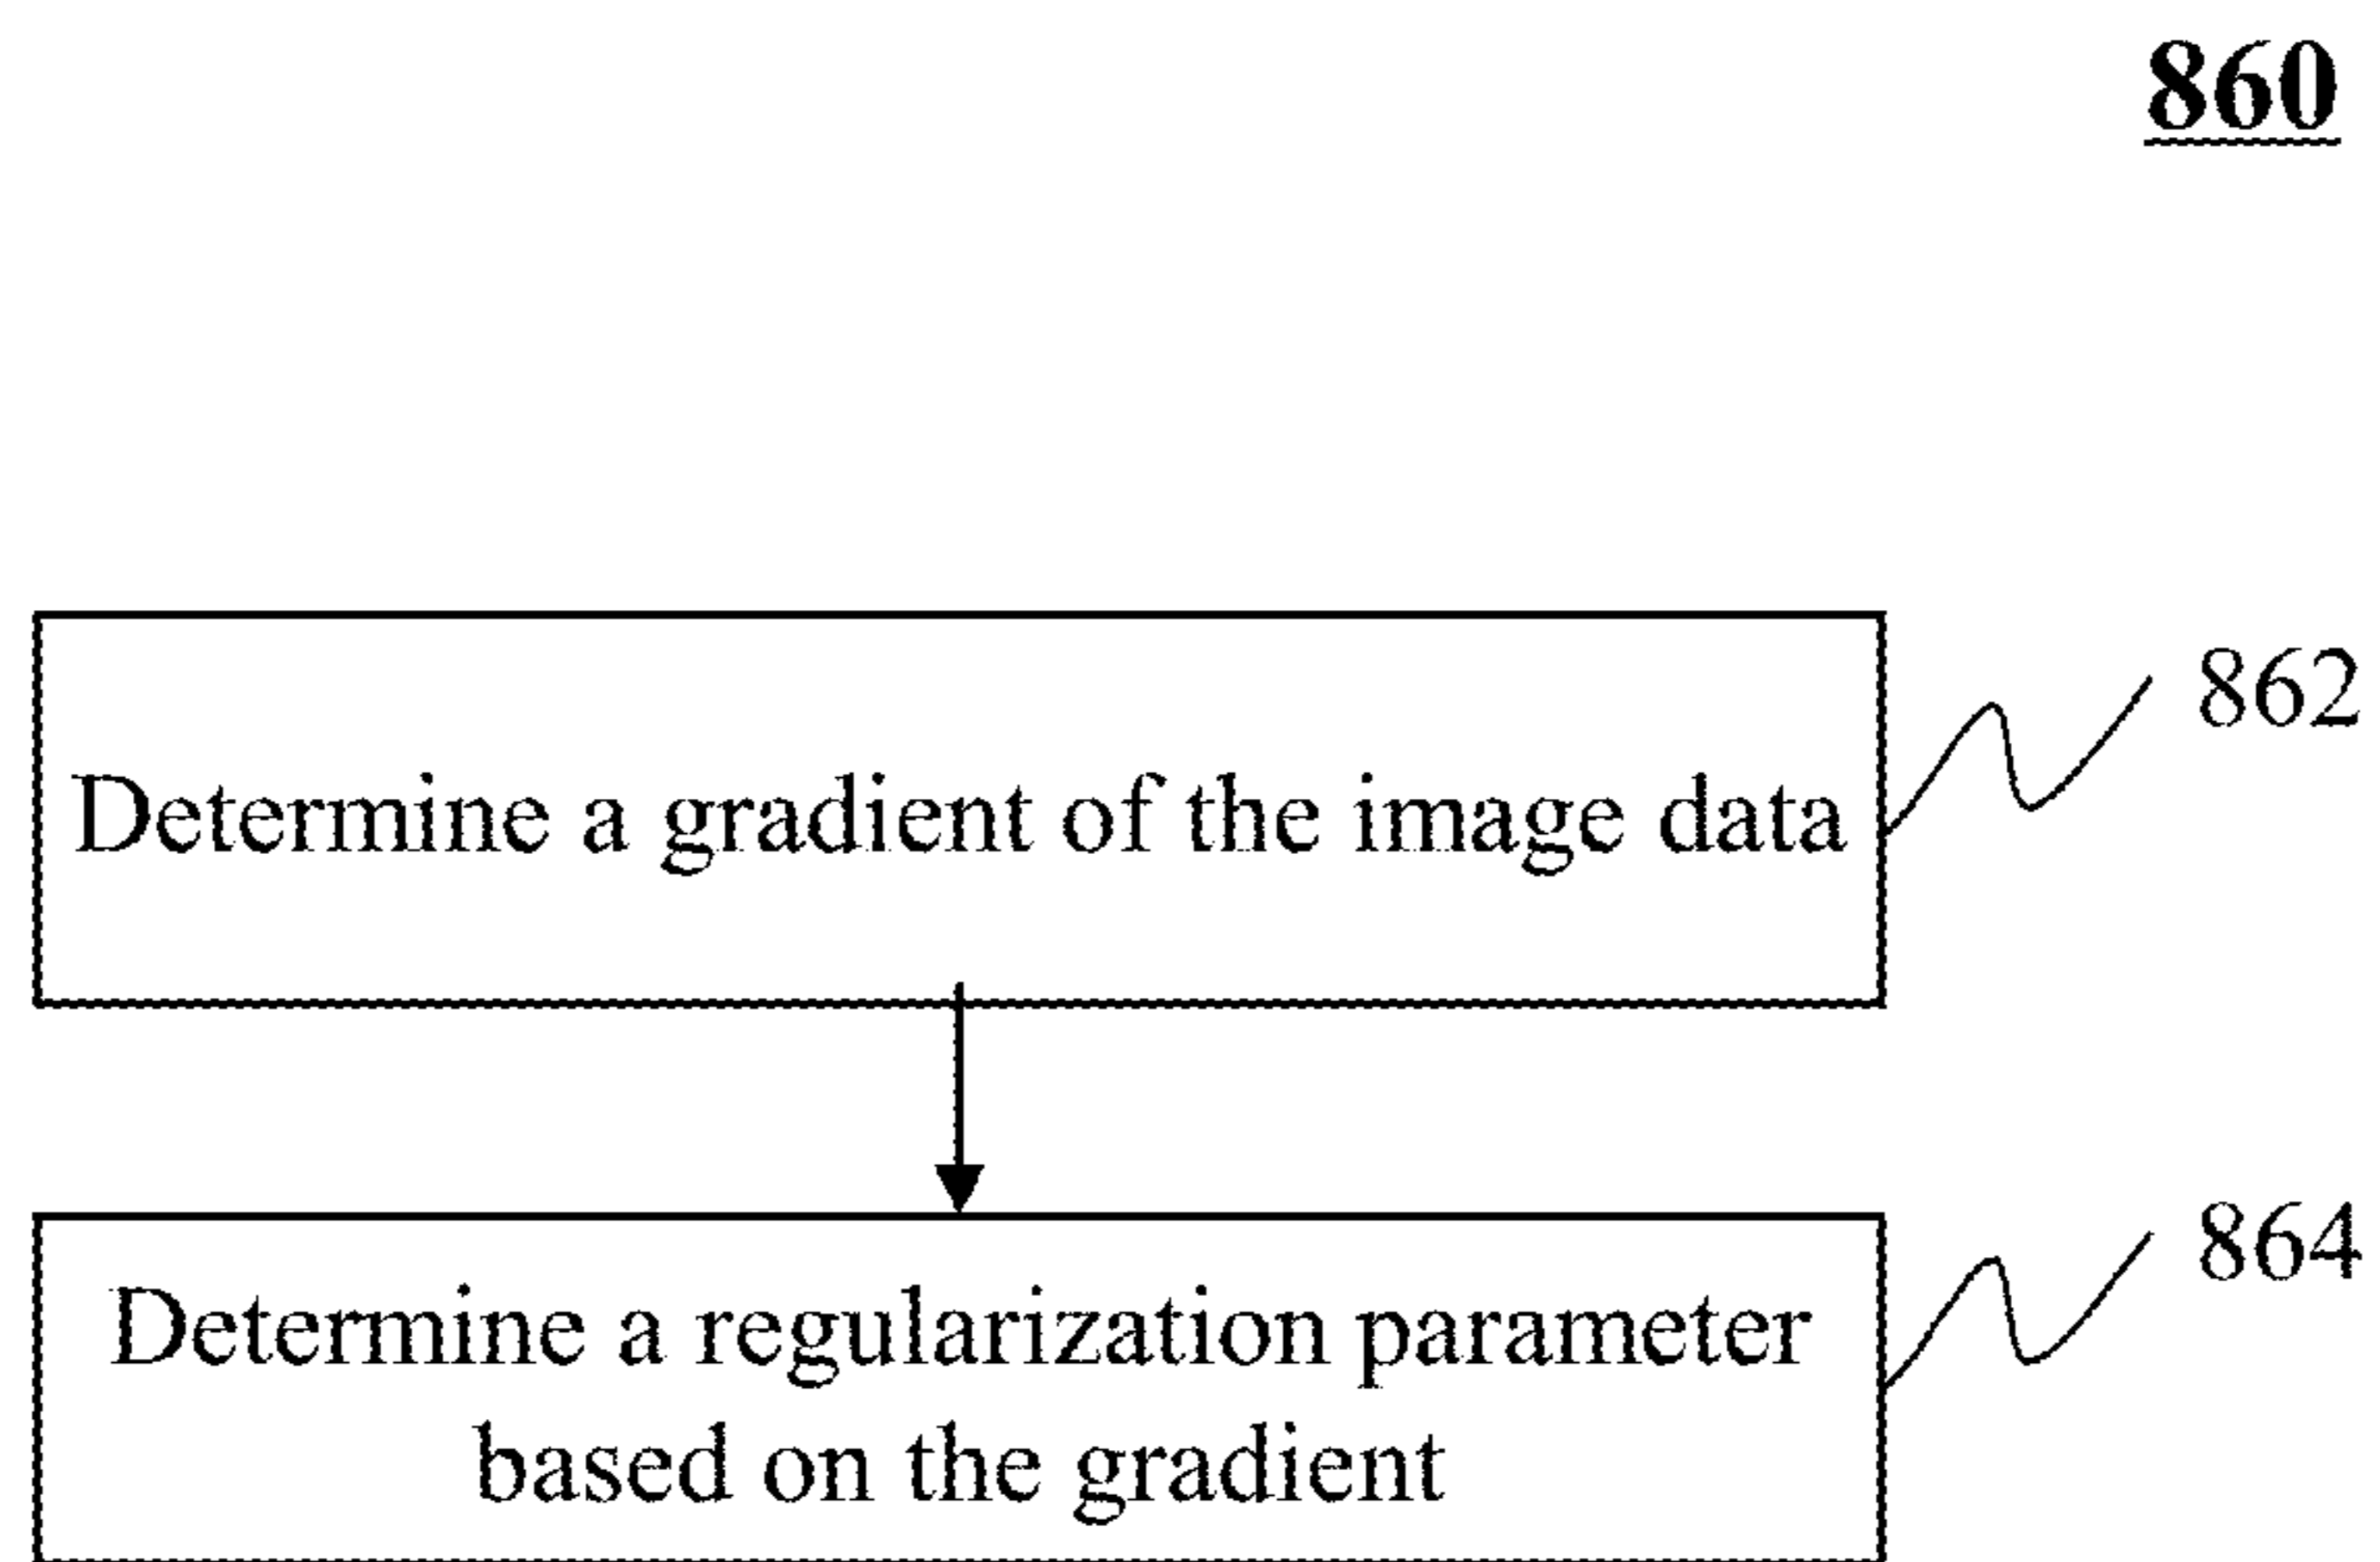 860
862
Determine a gradient of the image data
864
Determine a regularization parameter
based on the gradient